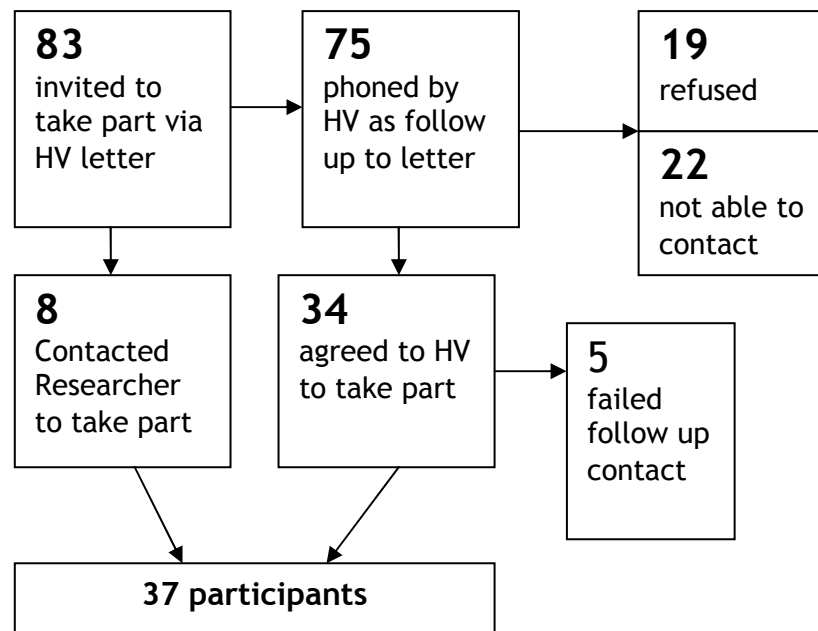 83
invited to
take part via
HV letter
75
phoned by
HV as follow
up to letter
19
refused
22
not able to
contact
8
Contacted
Researcher
to take part
34
agreed to HV
to take part
5
failed
follow up
contact
37 participants